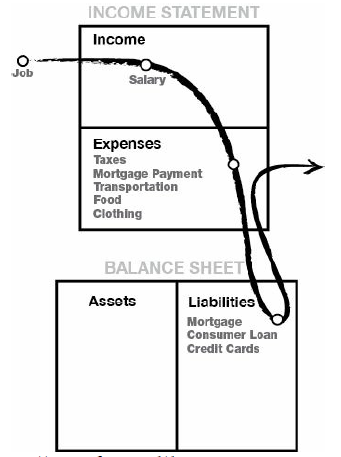 INCOME STATEMENT
Income
Job
Salary
Expenses
Taxes
Mortgage Payment
Transportation
Food
Clothing
BALANCE SHEET
Assets
Liabilities
Mortgage
Consumer Loan
Credit Cards